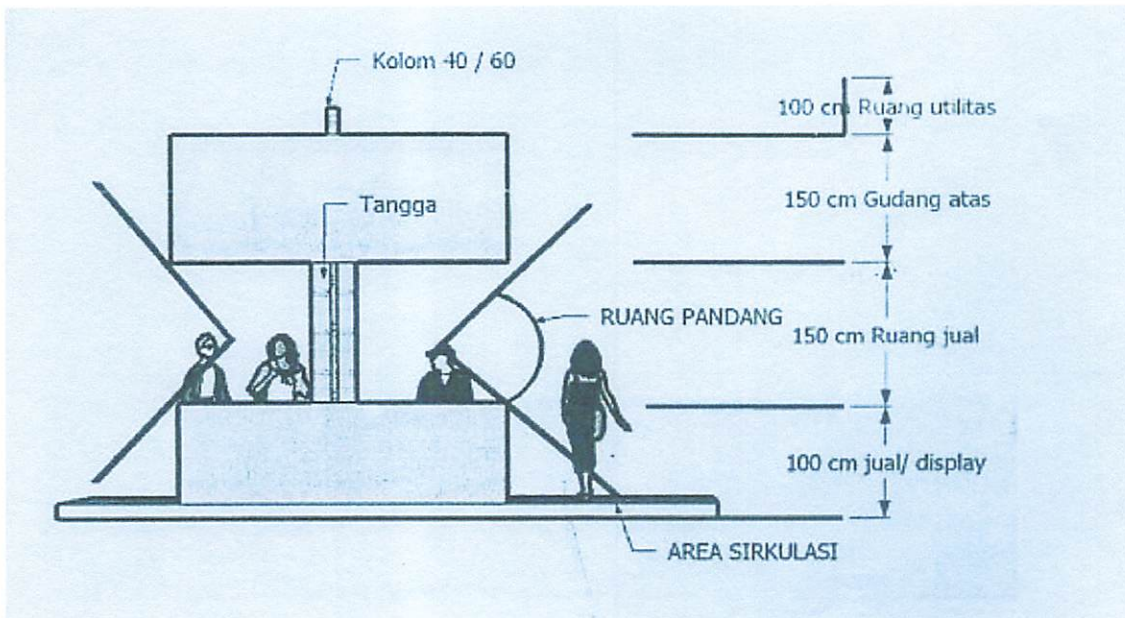 Kolom 40 / 60
100 cm Ruang utilitas
Tangga
150 cm Gudang atas
RUANG PANDANG
150 cm Ruang jual
100 cm jual/ display
AREA SIRKULASI